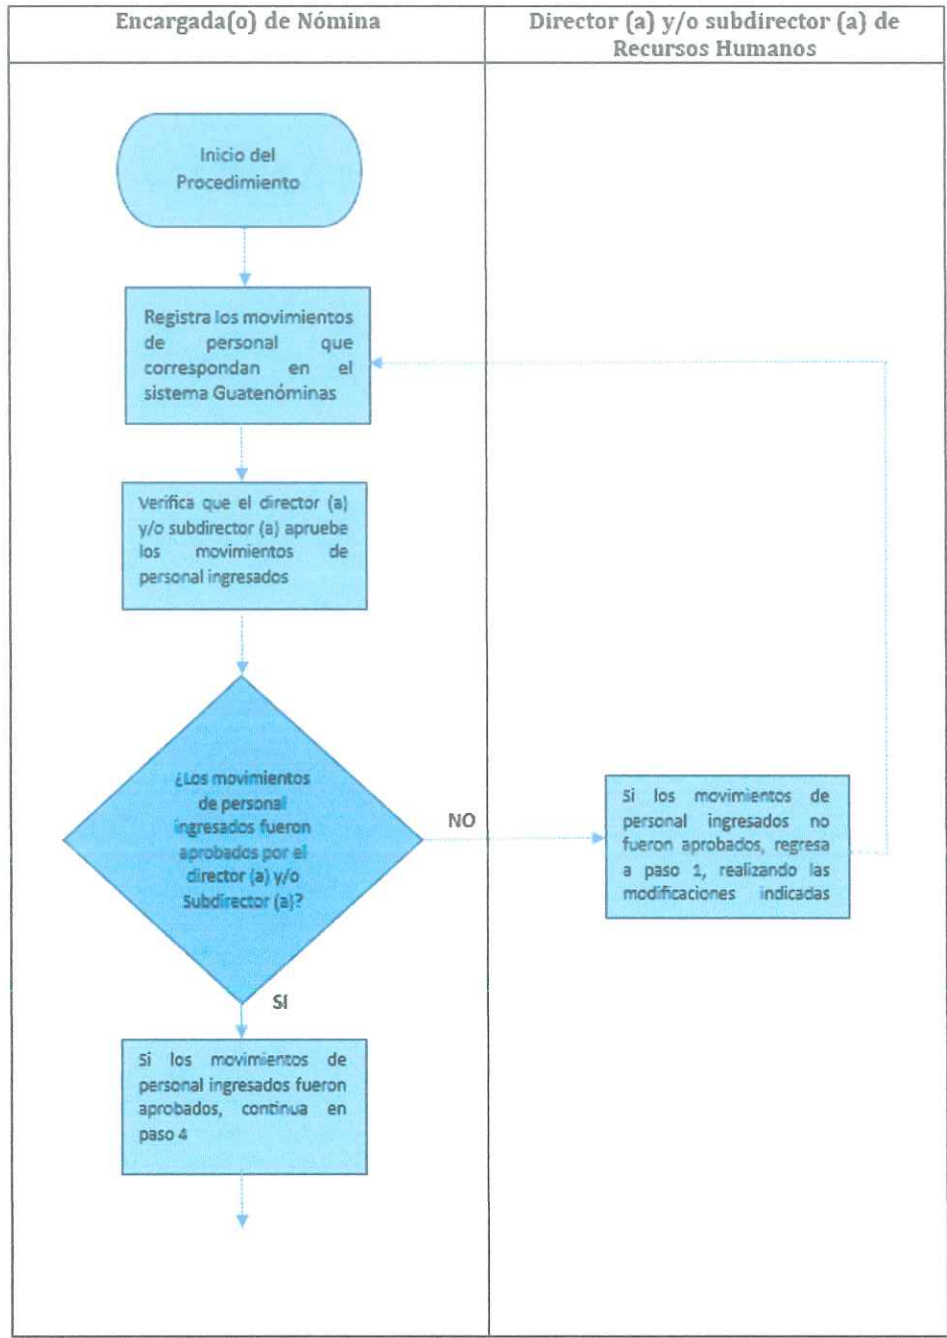 Encargada(o) de Nómina
Director (a) y/o subdirector (a) de
Recursos Humanos
Inicio del
Procedimiento
Registra los movimientos
de personal que
correspondan en el
sistema Guatenóminas
Verifica que el director (a)
y/o subdirector (a) apruebe
los movimientos de
personal ingresados
¿Los movimientos
de personal
ingresados fueron
aprobados por el
director (a) y/o
Subdirector (a)?
NO
Si los movimientos de
personal ingresados no
fueron aprobados, regresa
a paso 1, realizando las
modificaciones indicadas
SI
Si los movimientos de
personal ingresados fueron
aprobados, continua en
paso 4